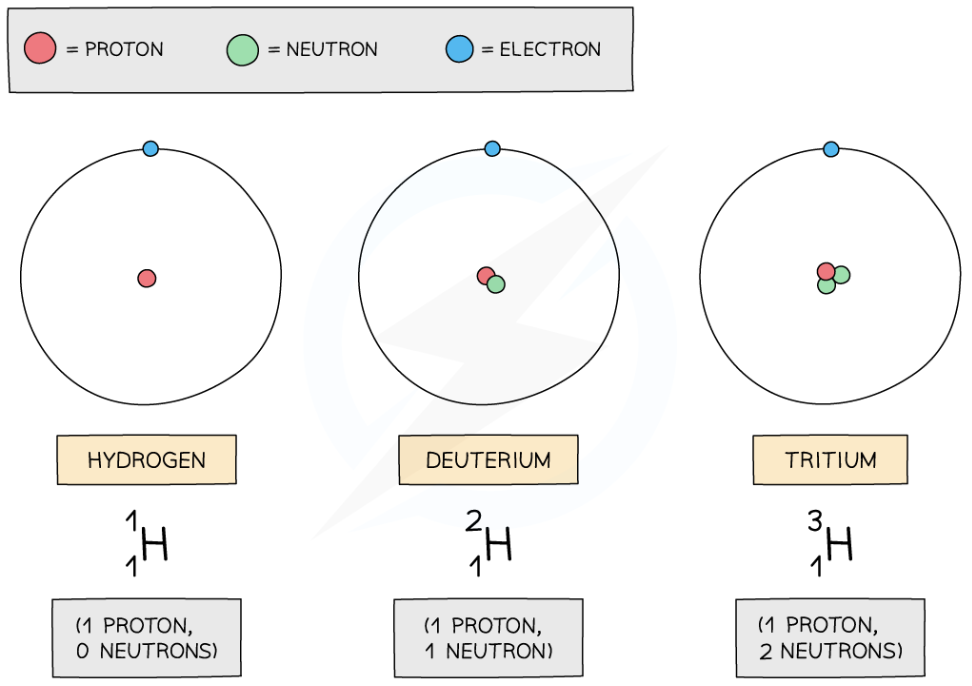 = PROTON = NEUTRON = ELECTRON
HYDROGEN DEUTERIUM TRITIUM
1 2 3
H H H
1 1 1
(1 PROTON, (1 PROTON, (1 PROTON,
0 NEUTRONS) 1 NEUTRON) 2 NEUTRONS)